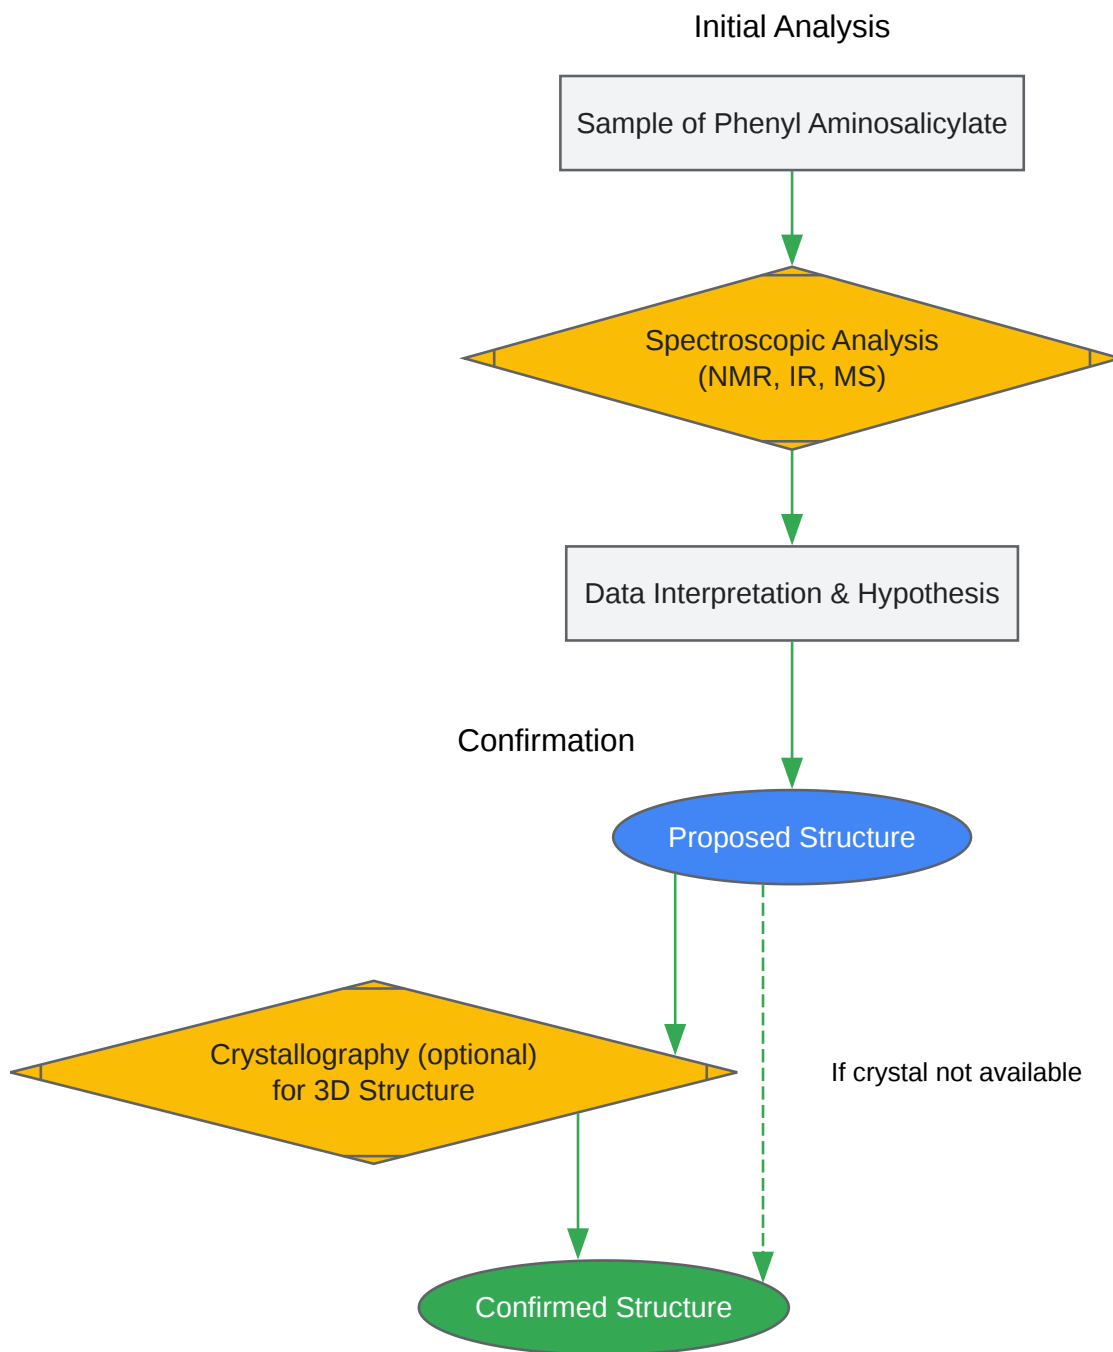 Initial Analysis
Sample of Phenyl Aminosalicylate
Spectroscopic Analysis
(NMR, IR, MS)
Data Interpretation & Hypothesis
Confirmation
Proposed Structure
Crystallography (optional)
for 3D Structure
If crystal not available
Confirmed Structure